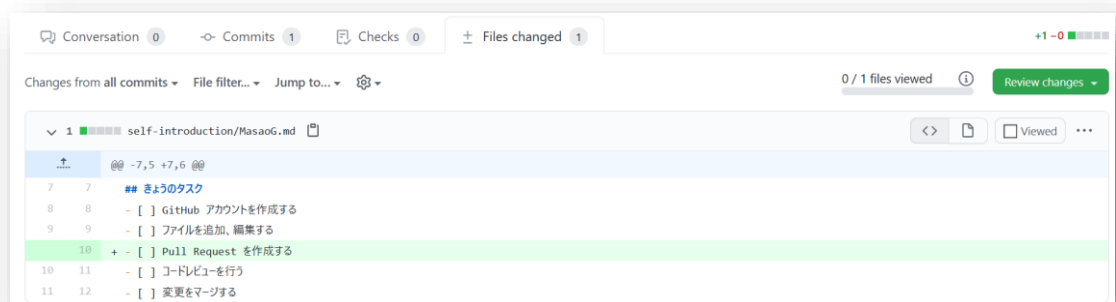 Conversation 0 Commits 1 Checks 0 Files changed 1 +1 −0
Changes from all commits File filter... Jump to... 0 / 1 files viewed Review changes
1 self-introduction/MasaoG.md <> Viewed ...
@@ -7,5 +7,6 @@
7 7 ## きょうのタスク
8 8 - [ ] GitHub アカウントを作成する
9 9 - [ ] ファイルを追加、編集する
10 + - [ ] Pull Request を作成する
10 11 - [ ] コードレビューを行う
11 12 - [ ] 変更をマージする